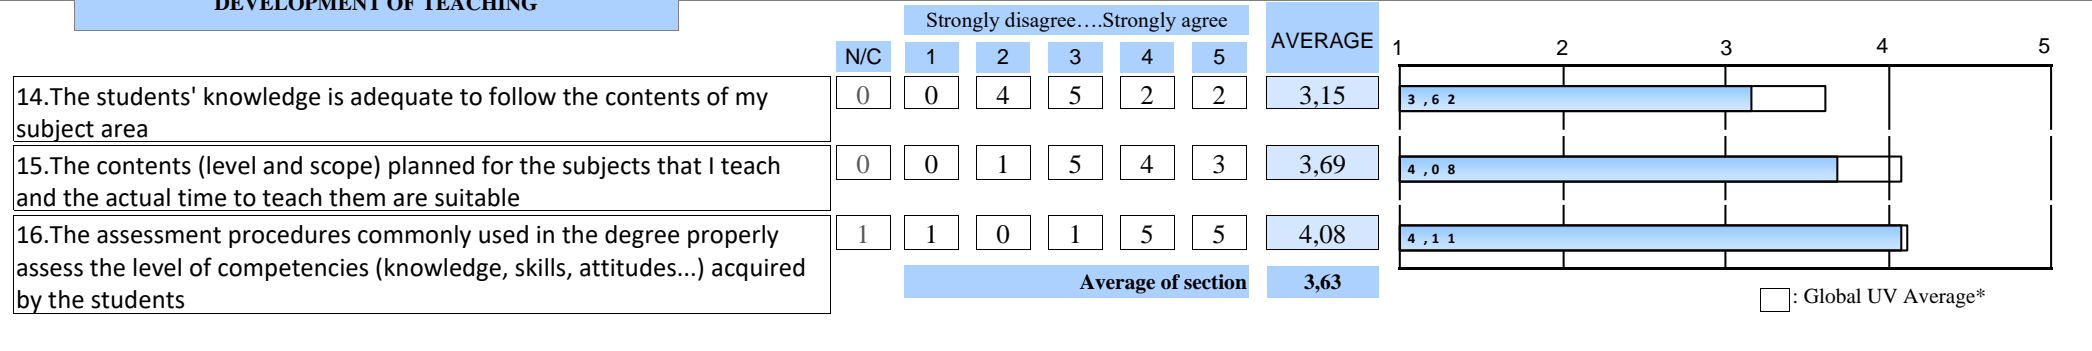 DEVELOPMENT OF TEACHING
Strongly disagree….Strongly agree
AVERAGE
N/C 1 2 3 4 5
1 2 3 4 5
14.The students' knowledge is adequate to follow the contents of my
subject area
0 0 4 5 2 2 3,15
3,62
15.The contents (level and scope) planned for the subjects that I teach
and the actual time to teach them are suitable
0 0 1 5 4 3 3,69
4,08
16.The assessment procedures commonly used in the degree properly
assess the level of competencies (knowledge, skills, attitudes...) acquired
by the students
1 1 0 1 5 5 4,08
4,11
Average of section 3,63
: Global UV Average*